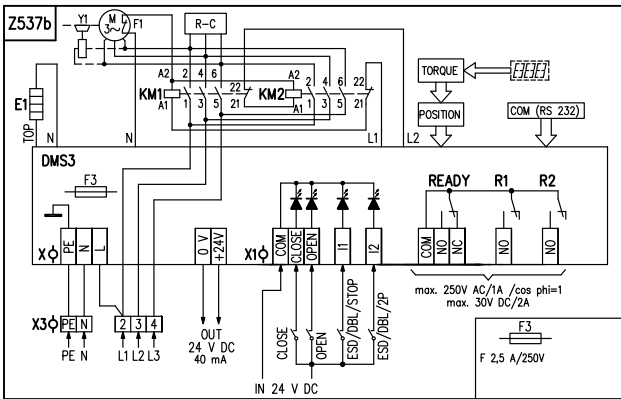 Z537b
Y1
M
3~
F1
R-C
2 4 6
A2
22
A2
2 4 6
22
KM1
KM2
A1
1 3 5
21
A1
1 3 5
21
E1
TOP
N
N
L1
L2
TORQUE
POSITION
COM (RS 232)
DMS3
F3
READY
R1
R2
X
PE
N
L
0 V
+24V
X1
COM
CLOSE
OPEN
I1
I2
COM
NO
NC
NO
NO
X3
PE
N
2
3
4
PE N
L1 L2 L3
OUT
24 V DC
40 mA
CLOSE
OPEN
ESD/DBL/STOP
ESD/DBL/2P
IN 24 V DC
max. 250V AC/1A /cos phi=1
max. 30V DC/2A
F3
F 2,5 A/250V